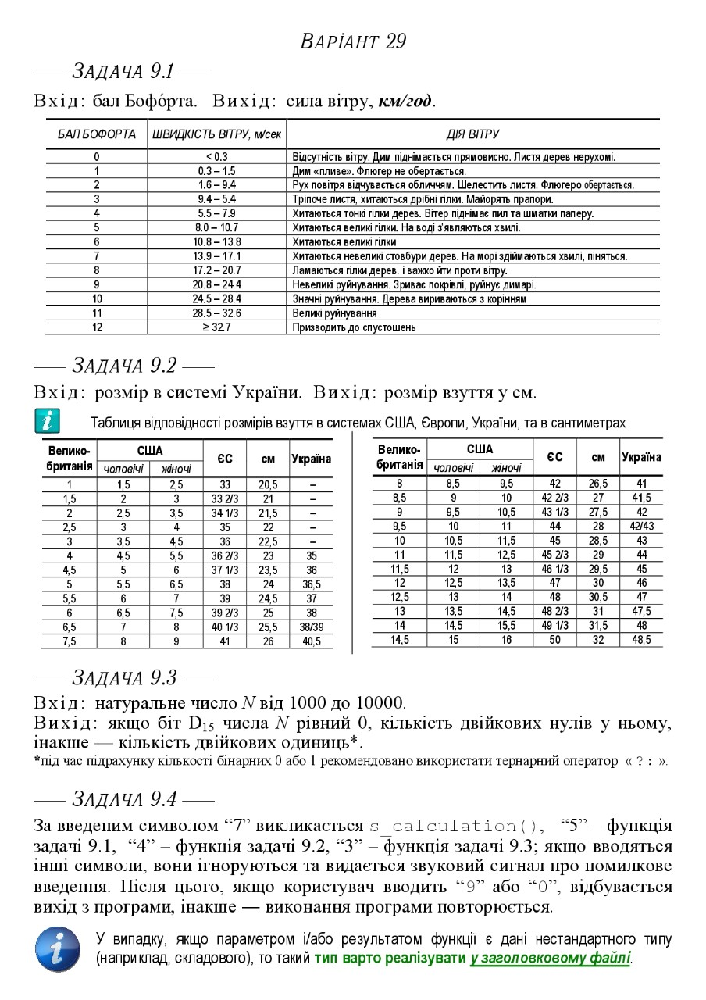 ВАРІАНТ 29
ЗАДАЧА 9.1
Вхід: бал Бофо́рта. Вихід: сила вітру, км/год.
БАЛ БОФОРТА ШВИДКІСТЬ ВІТРУ, м/сек ДІЯ ВІТРУ
0 < 0.3 Відсутність вітру. Дим піднімається прямовисно. Листя дерев нерухомі.
1 0.3 – 1.5 Дим «пливе». Флюгер не обертається.
2 1.6 – 9.4 Рух повітря відчувається обличчям. Шелестить листя. Флюгеро обертається.
3 9.4 – 5.4 Тріпоче листя, хитаються дрібні гілки. Майорять прапори.
4 5.5 – 7.9 Хитаються тонкі гілки дерев. Вітер піднімає пил та шматки паперу.
5 8.0 – 10.7 Хитаються великі гілки. На воді з'являються хвилі.
6 10.8 – 13.8 Хитаються великі гілки
7 13.9 – 17.1 Хитаються невеликі стовбури дерев. На морі здіймаються хвилі, піняться.
8 17.2 – 20.7 Ламаються гілки дерев. і важко йти проти вітру.
9 20.8 – 24.4 Невеликі руйнування. Зриває покрівлі, руйнує димарі.
10 24.5 – 28.4 Значні руйнування. Дерева вириваються з корінням
11 28.5 – 32.6 Великі руйнування
12 ≥ 32.7 Призводить до спустошень
ЗАДАЧА 9.2
Вхід: розмір в системі України. Вихід: розмір взуття у см.
i Таблиця відповідності розмірів взуття в системах США, Європи, України, та в сантиметрах
Велико-британія США чоловічі жіночі ЄС см Україна
1 1,5 2,5 33 20,5 –
1,5 2 3 33 2/3 21 –
2 2,5 3,5 34 1/3 21,5 –
2,5 3 4 35 22 –
3 3,5 4,5 36 22,5 –
4 4,5 5,5 36 2/3 23 35
4,5 5 6 37 1/3 23,5 36
5 5,5 6,5 38 24 36,5
5,5 6 7 39 24,5 37
6 6,5 7,5 39 2/3 25 38
6,5 7 8 40 1/3 25,5 38/39
7,5 8 9 41 26 40,5
Велико-британія США чоловічі жіночі ЄС см Україна
8 8,5 9,5 42 26,5 41
8,5 9 10 42 2/3 27 41,5
9 9,5 10,5 43 1/3 27,5 42
9,5 10 11 44 28 42/43
10 10,5 11,5 45 28,5 43
11 11,5 12,5 45 2/3 29 44
11,5 12 13 46 1/3 29,5 45
12 12,5 13,5 47 30 46
12,5 13 14 48 30,5 47
13 13,5 14,5 48 2/3 31 47,5
14 14,5 15,5 49 1/3 31,5 48
14,5 15 16 50 32 48,5
ЗАДАЧА 9.3
Вхід: натуральне число N від 1000 до 10000.
Вихід: якщо біт D15 числа N рівний 0, кількість двійкових нулів у ньому,
інакше — кількість двійкових одиниць*.
*під час підрахунку кількості бінарних 0 або 1 рекомендовано використати тернарний оператор « ? : ».
ЗАДАЧА 9.4
За введеним символом “7” викликається s_calculation(), “5” – функція
задачі 9.1, “4” – функція задачі 9.2, “3” – функція задачі 9.3; якщо вводяться
інші символи, вони ігноруються та видається звуковий сигнал про помилкове
введення. Після цього, якщо користувач вводить “9” або “0”, відбувається
вихід з програми, інакше — виконання програми повторюється.
i У випадку, якщо параметром і/або результатом функції є дані нестандартного типу
(наприклад, складового), то такий тип варто реалізувати у заголовковому файлі.